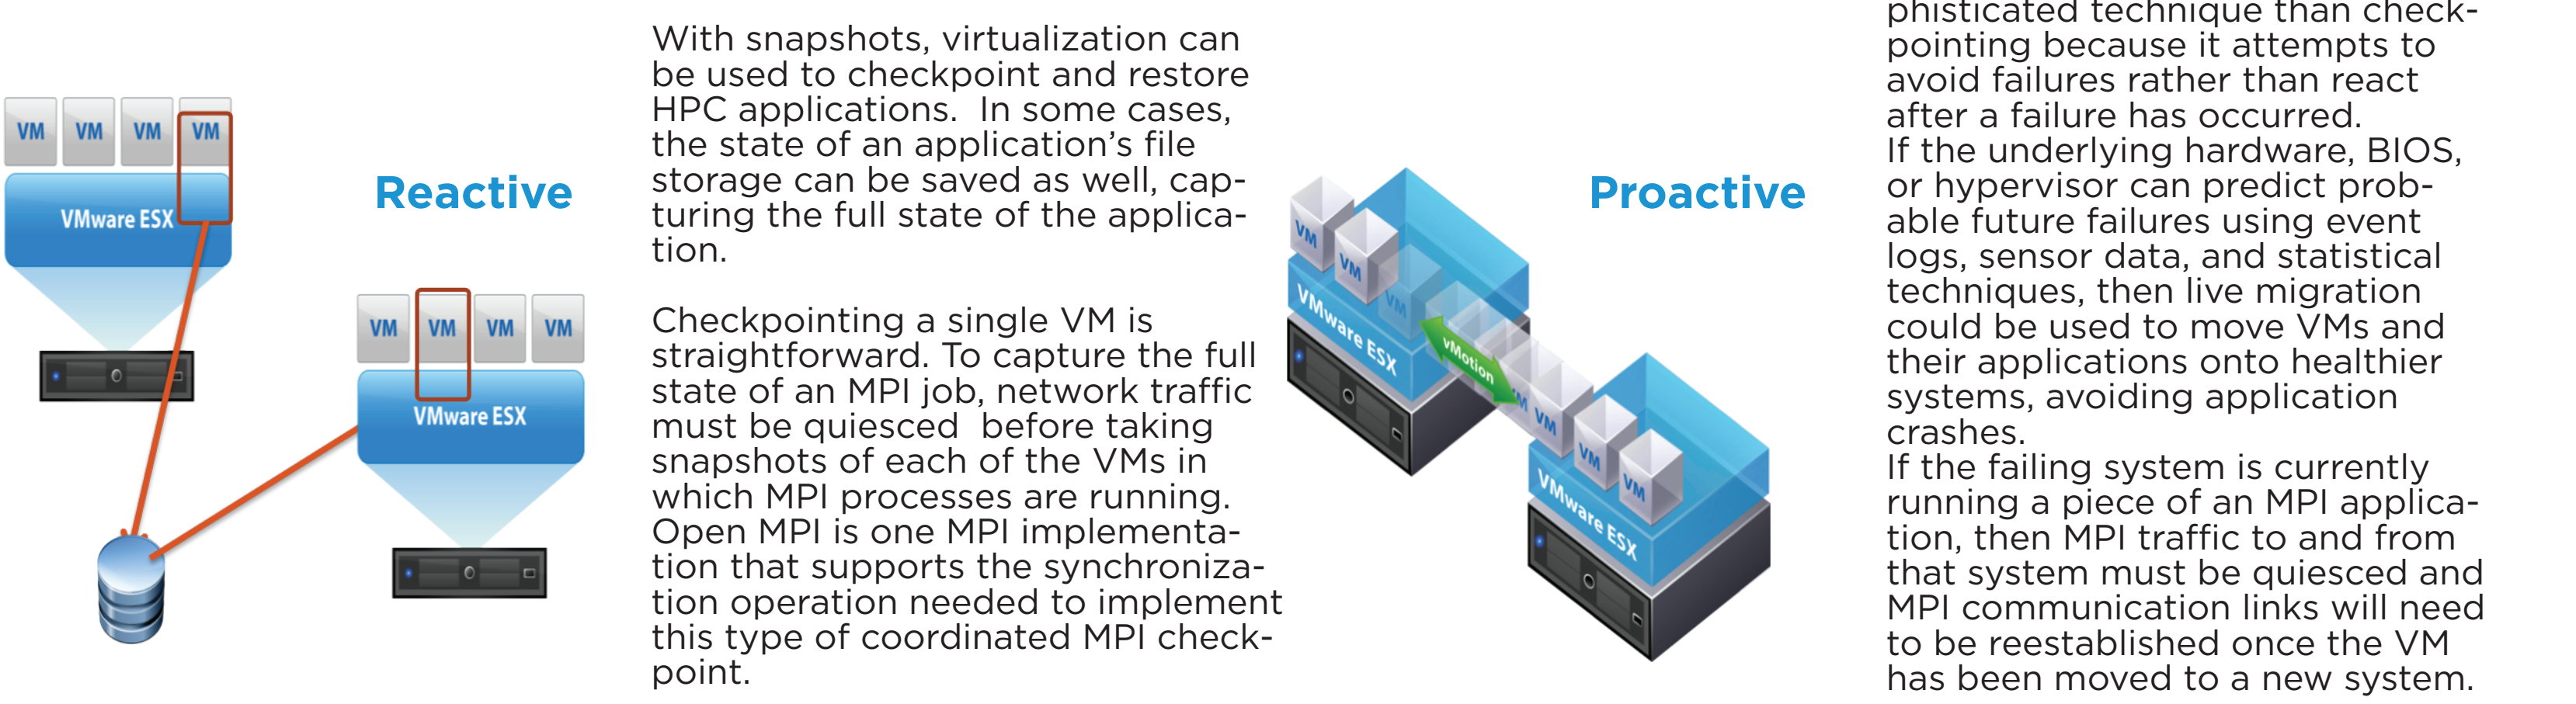 VM VM VM VM
VMware ESX
Reactive
VM VM VM VM
VMware ESX
With snapshots, virtualization can
be used to checkpoint and restore
HPC applications.  In some cases,
the state of an application’s file
storage can be saved as well, cap-
turing the full state of the applica-
tion.
Checkpointing a single VM is
straightforward. To capture the full
state of an MPI job, network traffic
must be quiesced  before taking
snapshots of each of the VMs in
which MPI processes are running.
Open MPI is one MPI implementa-
tion that supports the synchroniza-
tion operation needed to implement
this type of coordinated MPI check-
point.
Proactive
VM
VM
VM
VMware ESX
vMotion
VM
VM
VM
VM
VMware ESX
phisticated technique than check-
pointing because it attempts to
avoid failures rather than react
after a failure has occurred.
If the underlying hardware, BIOS,
or hypervisor can predict prob-
able future failures using event
logs, sensor data, and statistical
techniques, then live migration
could be used to move VMs and
their applications onto healthier
systems, avoiding application
crashes.
If the failing system is currently
running a piece of an MPI applica-
tion, then MPI traffic to and from
that system must be quiesced and
MPI communication links will need
to be reestablished once the VM
has been moved to a new system.